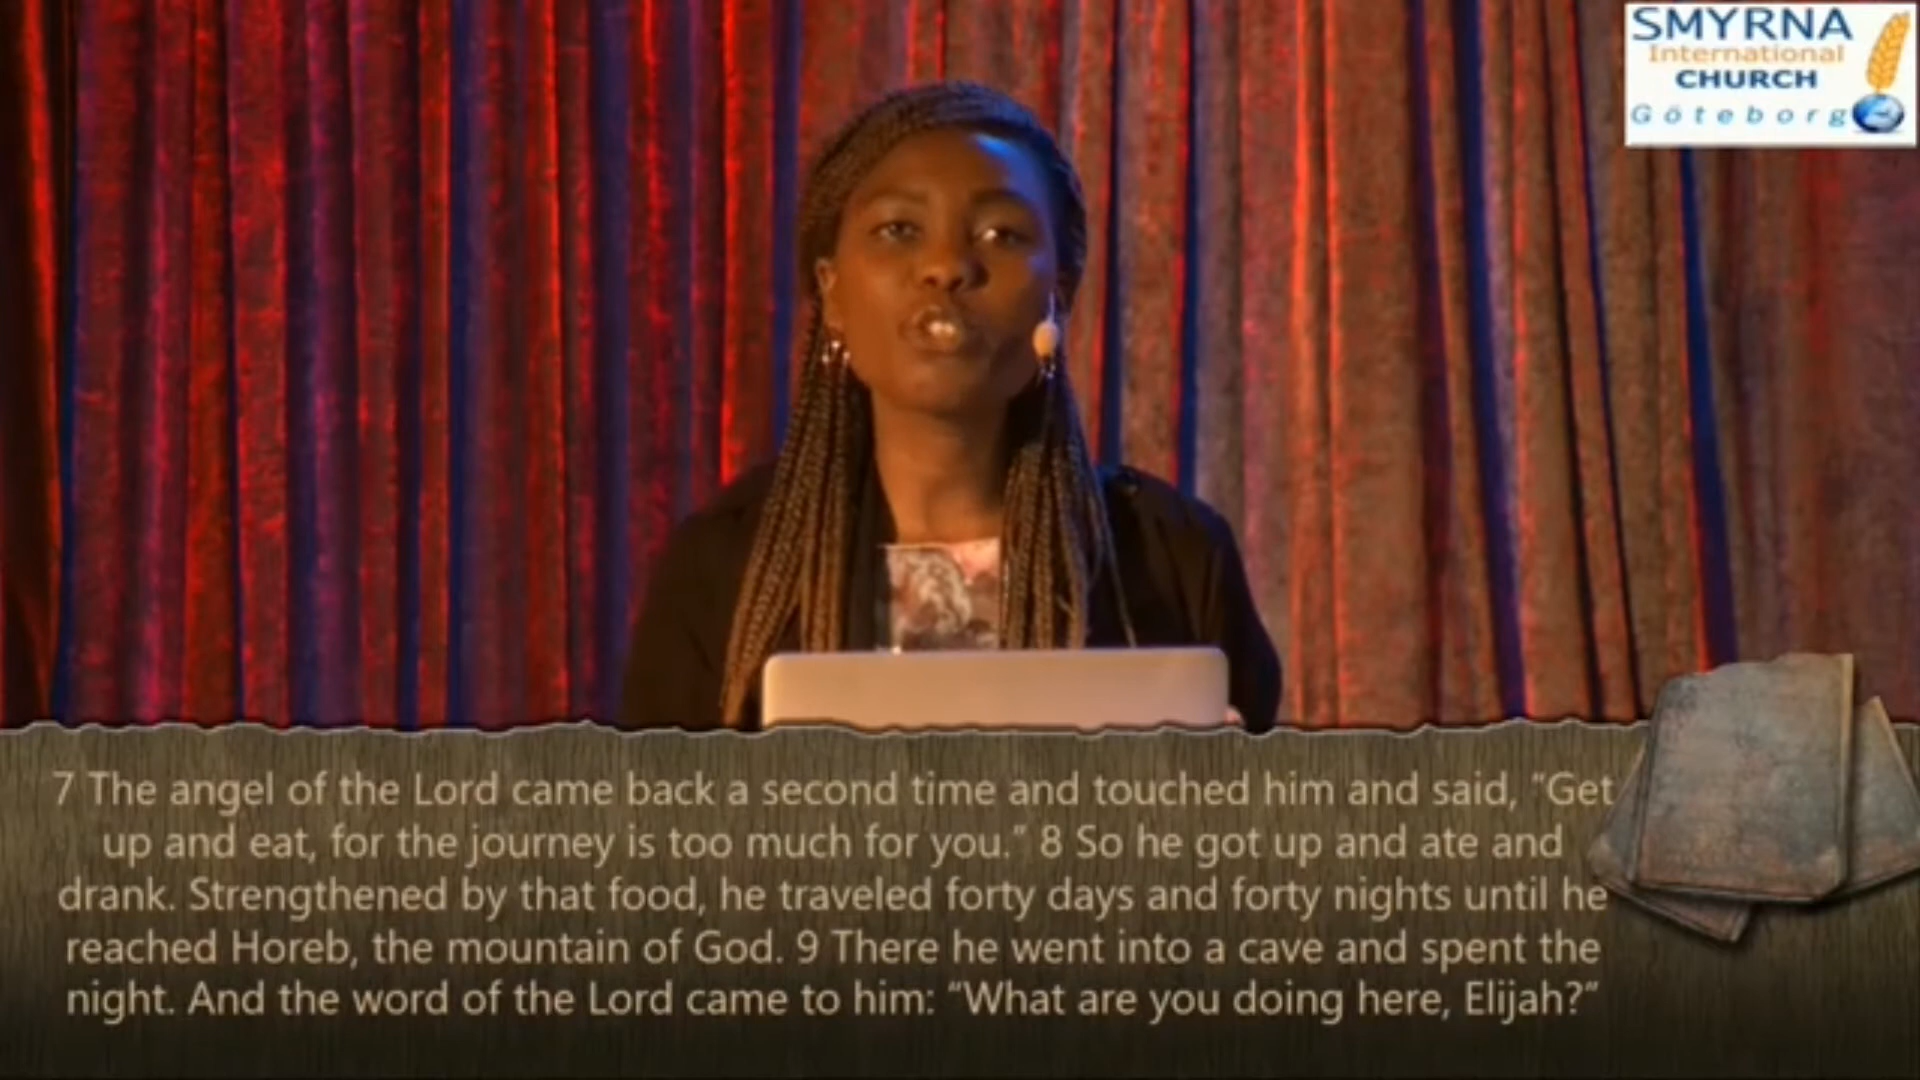 SMYRNA
International
CHURCH
Göteborg
7 The angel of the Lord came back a second time and touched him and said, “Get
up and eat, for the journey is too much for you.” 8 So he got up and ate and
drank. Strengthened by that food, he traveled forty days and forty nights until he
reached Horeb, the mountain of God. 9 There he went into a cave and spent the
night. And the word of the Lord came to him: “What are you doing here, Elijah?”